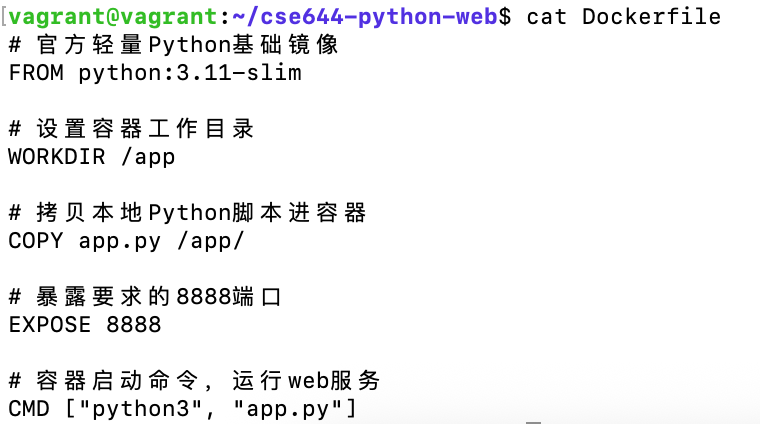 [vagrant@vagrant:~/cse644-python-web$ cat Dockerfile
# 官方轻量Python基础镜像
FROM python:3.11-slim
# 设置容器工作目录
WORKDIR /app
# 拷贝本地Python脚本进容器
COPY app.py /app/
# 暴露要求的8888端口
EXPOSE 8888
# 容器启动命令，运行web服务
CMD ["python3", "app.py"]